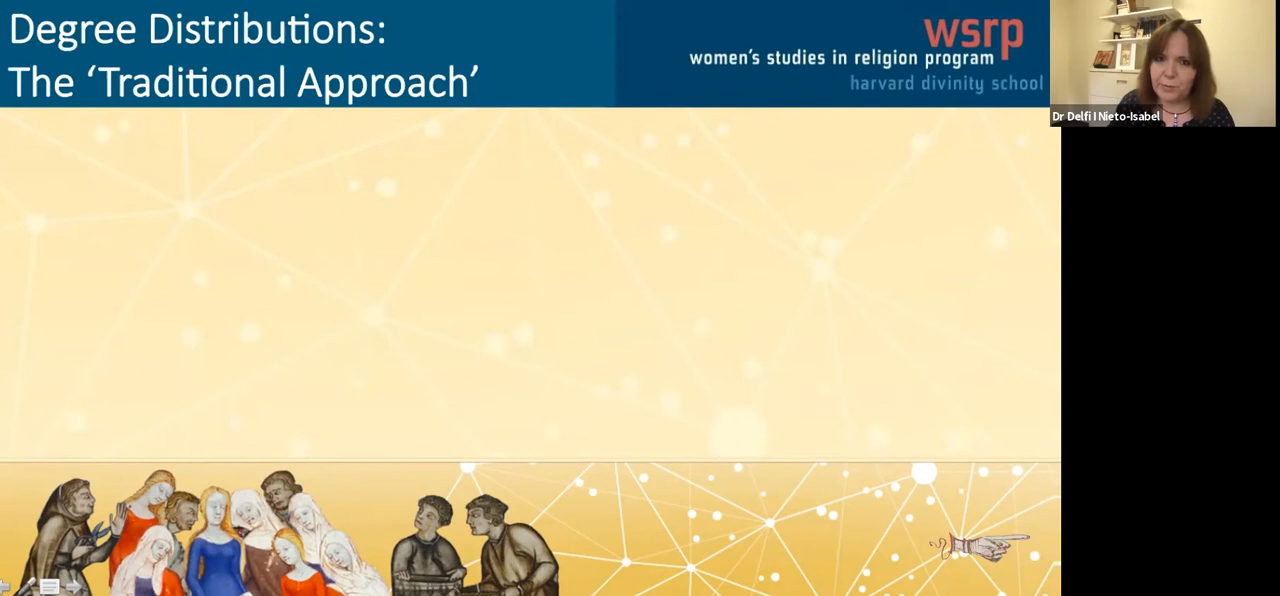 Degree Distributions:
The ‘Traditional Approach’
wsrp
women's studies in religion program
harvard divinity school
Dr Delfi I Nieto-Isabel